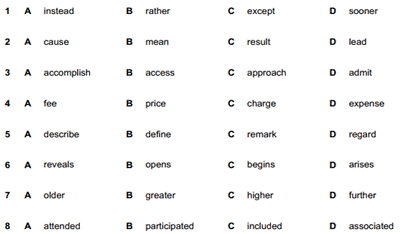 1 A instead B rather C except D sooner
2 A cause B mean C result D lead
3 A accomplish B access C approach D admit
4 A fee B price C charge D expense
5 A describe B define C remark D regard
6 A reveals B opens C begins D arises
7 A older B greater C higher D further
8 A attended B participated C included D associated